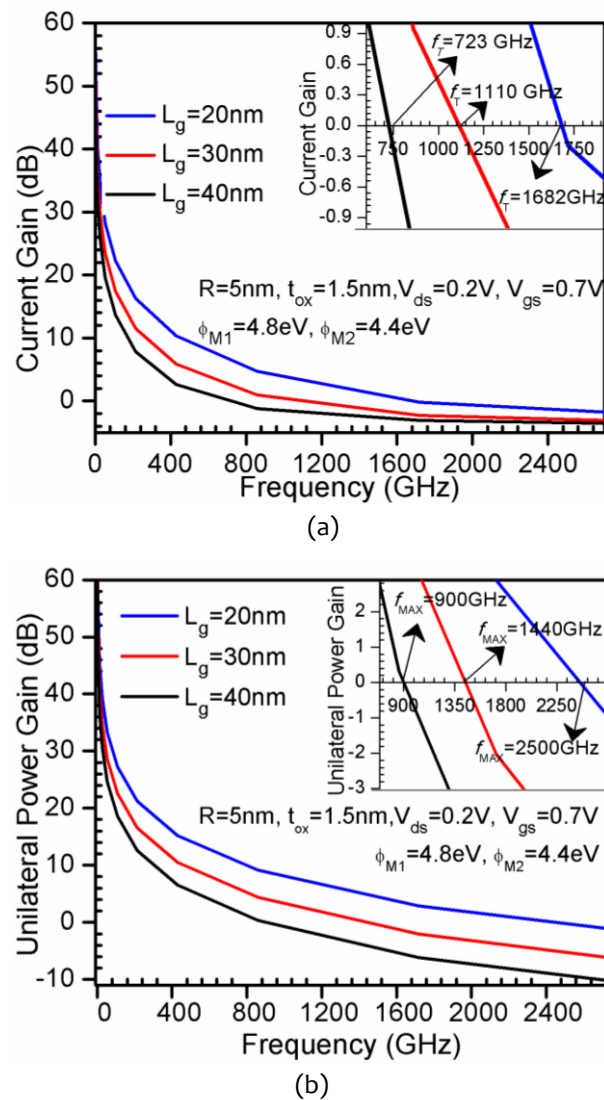 (a)
Current Gain (dB)
60
50
40
30
20
10
0
L_g=20nm
L_g=30nm
L_g=40nm
Current Gain
0.9
0.6
0.3
0.0
-0.3
-0.6
-0.9
750 1000 1250 1500 1750
f_T=723 GHz
f_T=1110 GHz
f_T=1682GHz
R=5nm, t_ox=1.5nm,V_ds=0.2V, V_gs=0.7V
ϕ_M1=4.8eV, ϕ_M2=4.4eV
0 400 800 1200 1600 2000 2400
Frequency (GHz)
(b)
Unilateral Power Gain (dB)
60
50
40
30
20
10
0
-10
L_g=20nm
L_g=30nm
L_g=40nm
Unilateral Power Gain
2
1
0
-1
-2
-3
900 1350 1800 2250
f_MAX=900GHz
f_MAX=1440GHz
f_MAX=2500GHz
R=5nm, t_ox=1.5nm,V_ds=0.2V, V_gs=0.7V
ϕ_M1=4.8eV, ϕ_M2=4.4eV
0 400 800 1200 1600 2000 2400
Frequency (GHz)